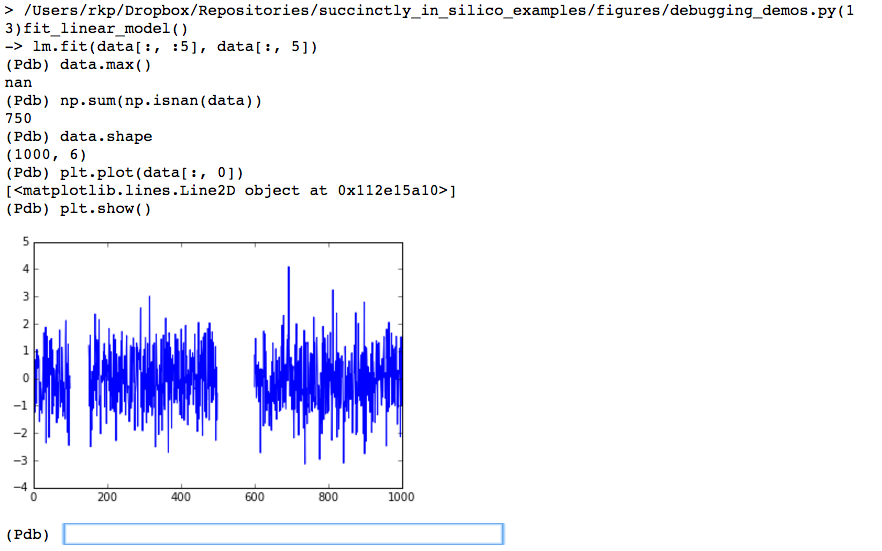 > /Users/rkp/Dropbox/Repositories/succinctly_in_silico_examples/figures/debugging_demos.py(1
3)fit_linear_model()
-> lm.fit(data[:, :5], data[:, 5])
(Pdb) data.max()
nan
(Pdb) np.sum(np.isnan(data))
750
(Pdb) data.shape
(1000, 6)
(Pdb) plt.plot(data[:, 0])
[<matplotlib.lines.Line2D object at 0x112e15a10>]
(Pdb) plt.show()
5
4
3
2
1
0
−1
−2
−3
−4
0 200 400 600 800 1000
(Pdb)